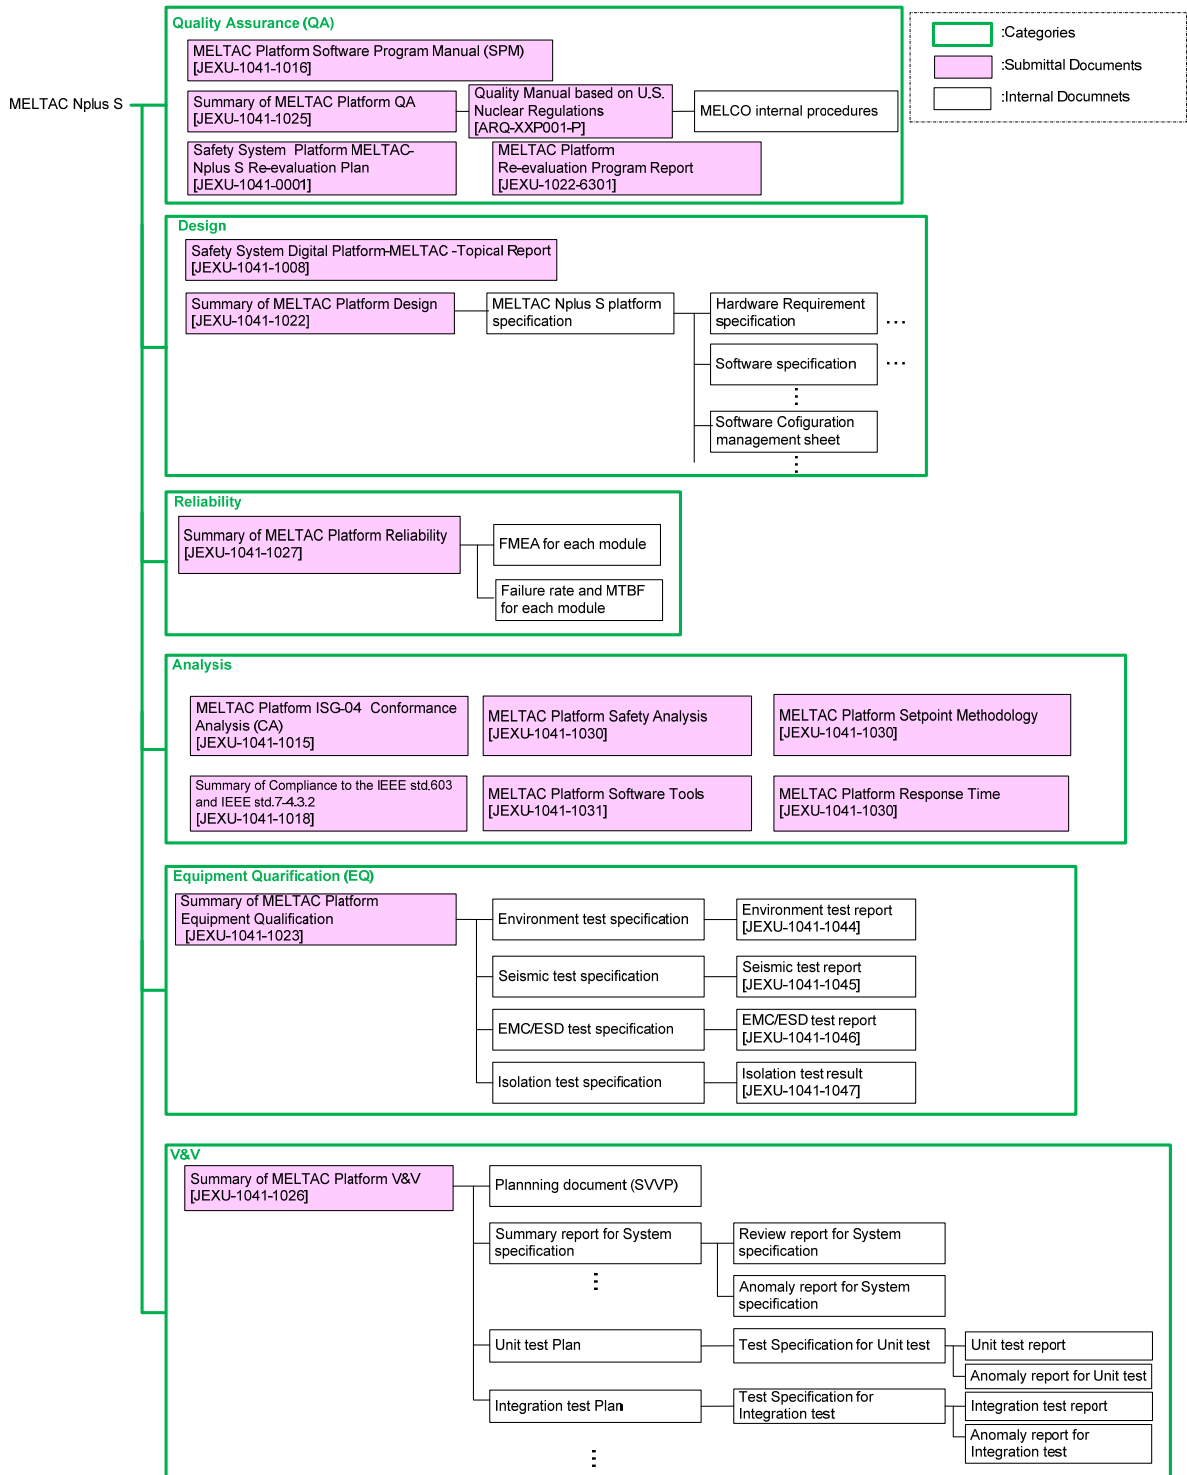 MELTAC Nplus S
Quality Assurance (QA)
MELTAC Platform Software Program Manual (SPM)
[JEXU-1041-1016]
Summary of MELTAC Platform QA
[JEXU-1041-1025]
Quality Manual based on U.S.
Nuclear Regulations
[ARQ-XXP001-P]
MELCO internal procedures
Safety System Platform MELTAC-
Nplus S Re-evaluation Plan
[JEXU-1041-0001]
MELTAC Platform
Re-evaluation Program Report
[JEXU-1022-6301]
:Categories
:Submittal Documents
:Internal Documnets
Design
Safety System Digital Platform-MELTAC -Topical Report
[JEXU-1041-1008]
Summary of MELTAC Platform Design
[JEXU-1041-1022]
MELTAC Nplus S platform
specification
Hardware Requirement
specification
...
Software specification
...
Software Cofiguration
management sheet
Reliability
Summary of MELTAC Platform Reliability
[JEXU-1041-1027]
FMEA for each module
Failure rate and MTBF
for each module
Analysis
MELTAC Platform ISG-04 Conformance
Analysis (CA)
[JEXU-1041-1015]
MELTAC Platform Safety Analysis
[JEXU-1041-1030]
MELTAC Platform Setpoint Methodology
[JEXU-1041-1030]
Summary of Compliance to the IEEE std.603
and IEEE std.7-4.3.2
[JEXU-1041-1018]
MELTAC Platform Software Tools
[JEXU-1041-1031]
MELTAC Platform Response Time
[JEXU-1041-1030]
Equipment Quarification (EQ)
Summary of MELTAC Platform
Equipment Qualification
[JEXU-1041-1023]
Environment test specification
Environment test report
[JEXU-1041-1044]
Seismic test specification
Seismic test report
[JEXU-1041-1045]
EMC/ESD test specification
EMC/ESD test report
[JEXU-1041-1046]
Isolation test specification
Isolation test result
[JEXU-1041-1047]
V&V
Summary of MELTAC Platform V&V
[JEXU-1041-1026]
Plannning document (SVVP)
Summary report for System
specification
Review report for System
specification
Anomaly report for System
specification
Unit test Plan
Test Specification for Unit test
Unit test report
Anomaly report for Unit test
Integration test Plan
Test Specification for
Integration test
Integration test report
Anomaly report for
Integration test